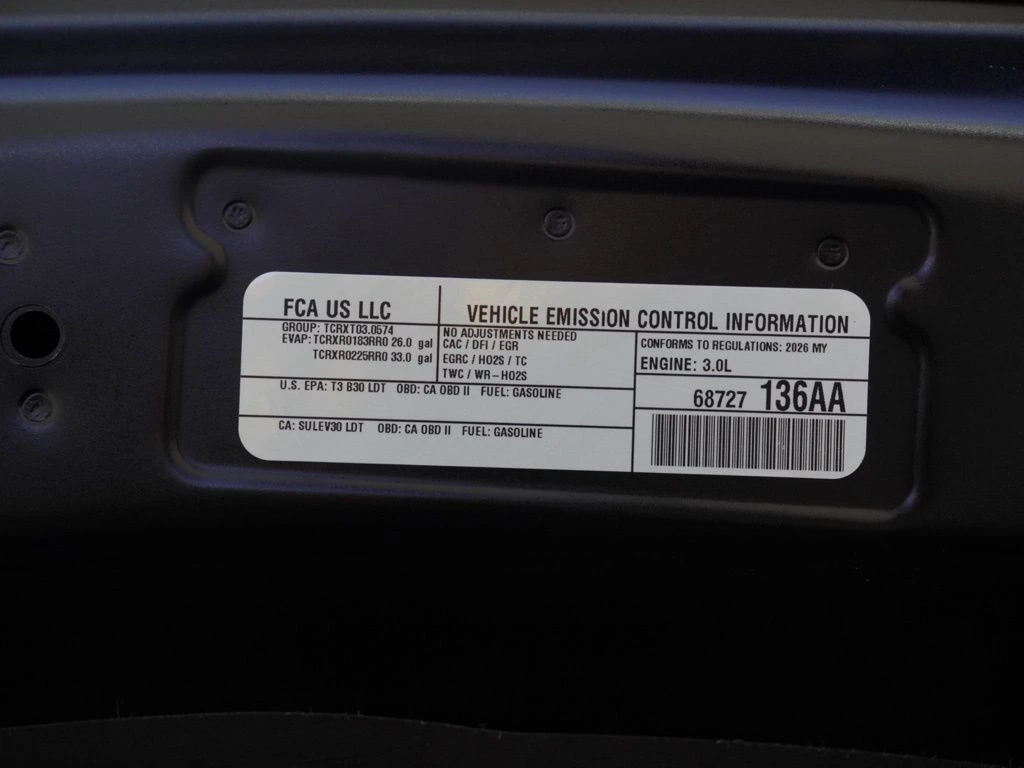 FCA US LLC
GROUP: TCRXT03.0574
EVAP: TCRXR0183RR0 26.0 gal
TCRXR0225RR0 33.0 gal
VEHICLE EMISSION CONTROL INFORMATION
NO ADJUSTMENTS NEEDED
CAC / DFI / EGR
EGRC / HO2S / TC
TWC / WR-HO2S
CONFORMS TO REGULATIONS: 2026 MY
ENGINE: 3.0L
U.S. EPA: T3 B30 LDT OBD: CA OBD II FUEL: GASOLINE
CA: SULEV30 LDT OBD: CA OBD II FUEL: GASOLINE
68727 136AA